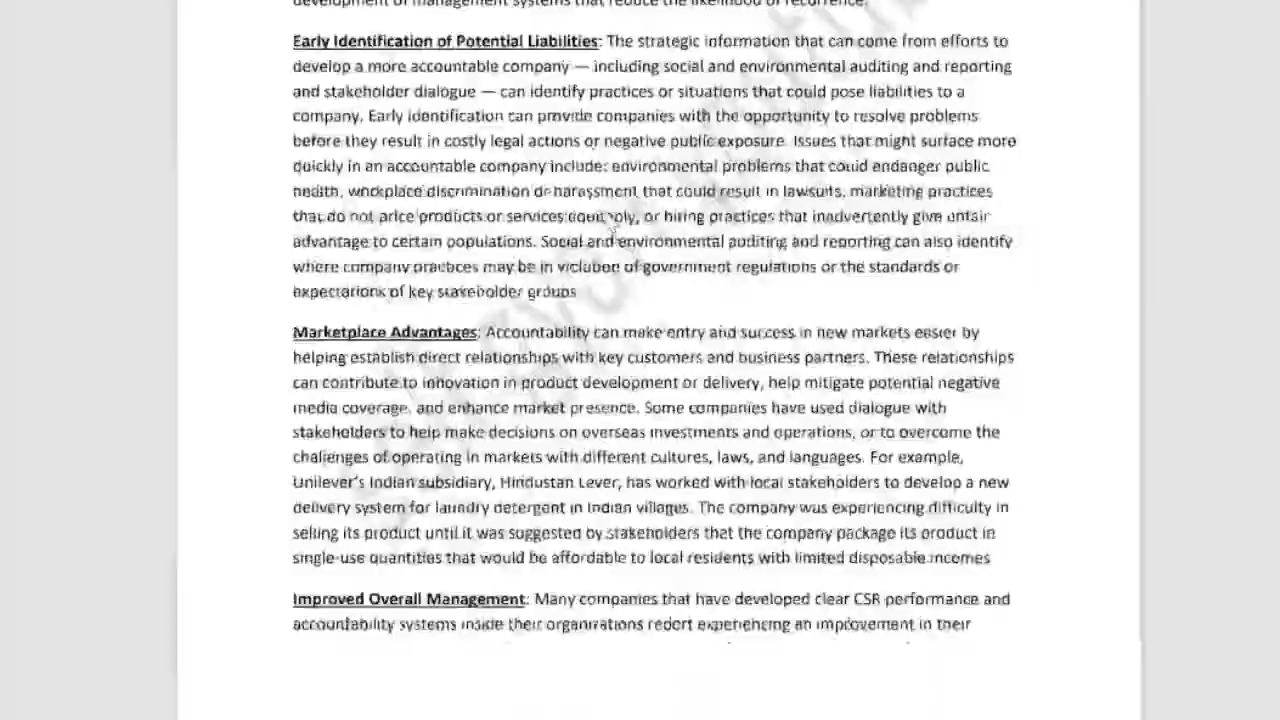 development of management systems that reduce the likelihood of recurrence.
Early Identification of Potential Liabilities: The strategic information that can come from efforts to
develop a more accountable company — including social and environmental auditing and reporting
and stakeholder dialogue — can identify practices or situations that could pose liabilities to a
company. Early identification can provide companies with the opportunity to resolve problems
before they result in costly legal actions or negative public exposure. Issues that might surface more
quickly in an accountable company include: environmental problems that could endanger public
health, workplace discrimination or harassment that could result in lawsuits, marketing practices
that do not price products or services equitably, or hiring practices that inadvertently give unfair
advantage to certain populations. Social and environmental auditing and reporting can also identify
where company practices may be in violation of government regulations or the standards or
expectations of key stakeholder groups
Marketplace Advantages: Accountability can make entry and success in new markets easier by
helping establish direct relationships with key customers and business partners. These relationships
can contribute to innovation in product development or delivery, help mitigate potential negative
media coverage, and enhance market presence. Some companies have used dialogue with
stakeholders to help make decisions on overseas investments and operations, or to overcome the
challenges of operating in markets with different cultures, laws, and languages. For example,
Unilever's Indian subsidiary, Hindustan Lever, has worked with local stakeholders to develop a new
delivery system for laundry detergent in Indian villages. The company was experiencing difficulty in
selling its product until it was suggested by stakeholders that the company package its product in
single-use quantities that would be affordable to local residents with limited disposable incomes
Improved Overall Management: Many companies that have developed clear CSR performance and
accountability systems inside their organizations report experiencing an improvement in their